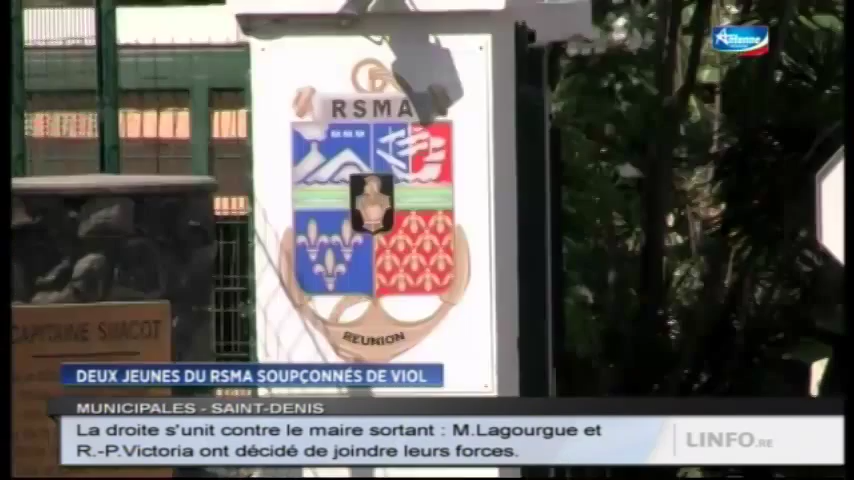 Antenne
RSMA
REUNION
CAPITAINE
DEUX JEUNES DU RSMA SOUPÇONNÉS DE VIOL
MUNICIPALES - SAINT-DENIS
La droite s'unit contre le maire sortant : M.Lagourgue et
R.-P.Victoria ont décidé de joindre leurs forces.
LINFO.RE